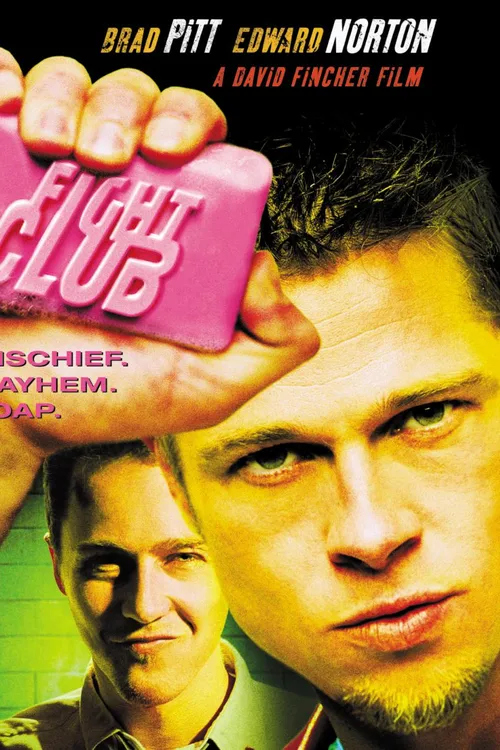 BRAD PITT EDWARD NORTON
A DAVID FINCHER FILM
FIGHT
CLUB
ISCHIEF.
AYHEM.
OAP.